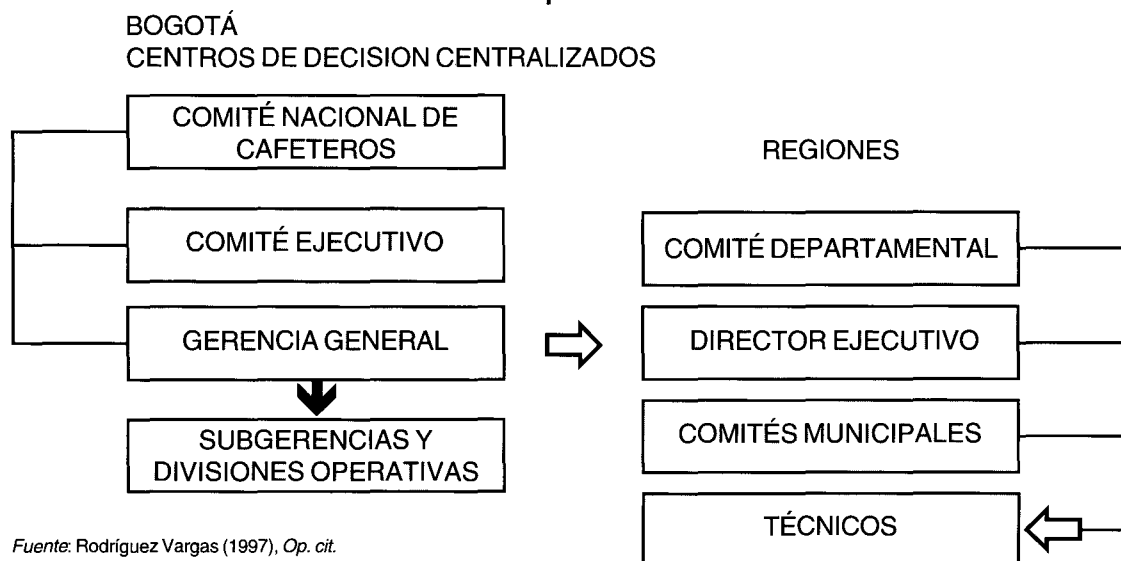 BOGOTÁ
CENTROS DE DECISION CENTRALIZADOS
COMITÉ NACIONAL DE
CAFETEROS
COMITÉ EJECUTIVO
GERENCIA GENERAL
SUBGERENCIAS Y
DIVISIONES OPERATIVAS
REGIONES
COMITÉ DEPARTAMENTAL
DIRECTOR EJECUTIVO
COMITÉS MUNICIPALES
TÉCNICOS
Fuente: Rodríguez Vargas (1997), Op. cit.